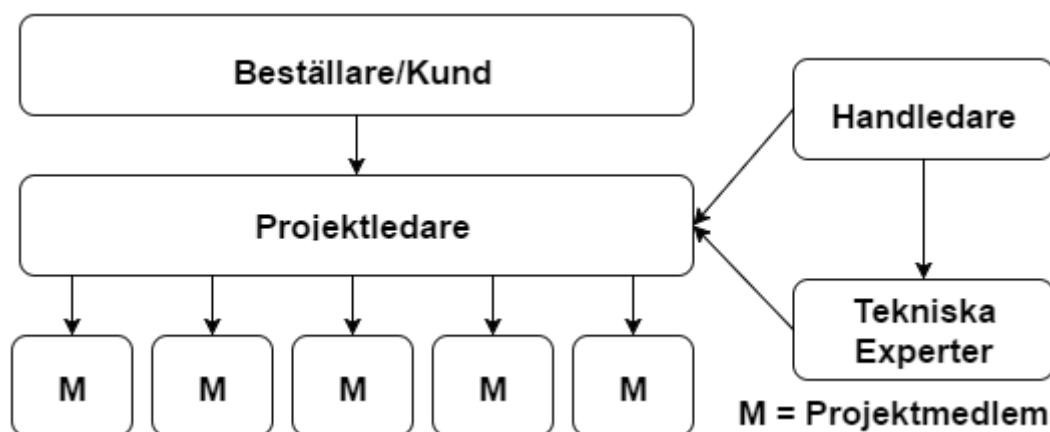 Beställare/Kund
Handledare
Projektledare
Tekniska
Experter
M
M
M
M
M
M = Projektmedlem